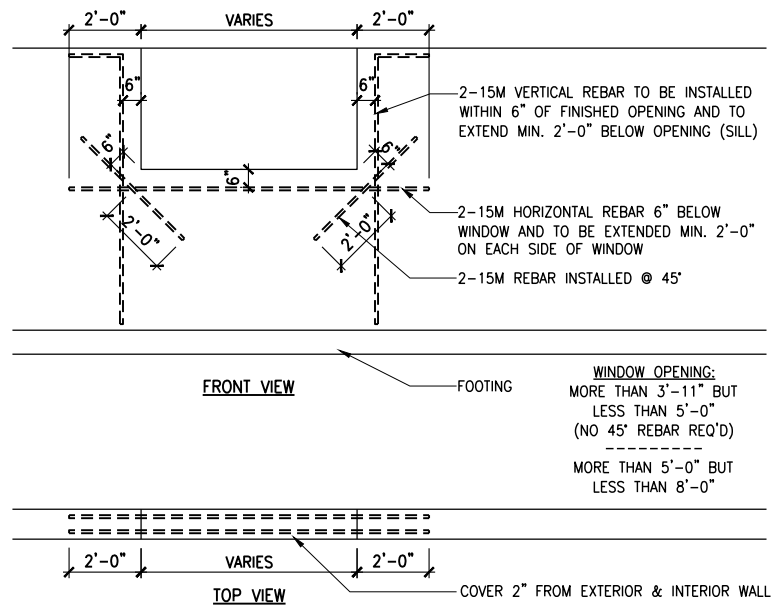 2'-0" VARIES 2'-0"
6" 6"
2-15M VERTICAL REBAR TO BE INSTALLED
WITHIN 6" OF FINISHED OPENING AND TO
EXTEND MIN. 2'-0" BELOW OPENING (SILL)
6" 6"
6"
2'-0" 2'-0"
2-15M HORIZONTAL REBAR 6" BELOW
WINDOW AND TO BE EXTENDED MIN. 2'-0"
ON EACH SIDE OF WINDOW
2-15M REBAR INSTALLED @ 45°
FRONT VIEW
FOOTING
WINDOW OPENING:
MORE THAN 3'-11" BUT
LESS THAN 5'-0"
(NO 45° REBAR REQ'D)
----------
MORE THAN 5'-0" BUT
LESS THAN 8'-0"
2'-0" VARIES 2'-0"
TOP VIEW
COVER 2" FROM EXTERIOR & INTERIOR WALL